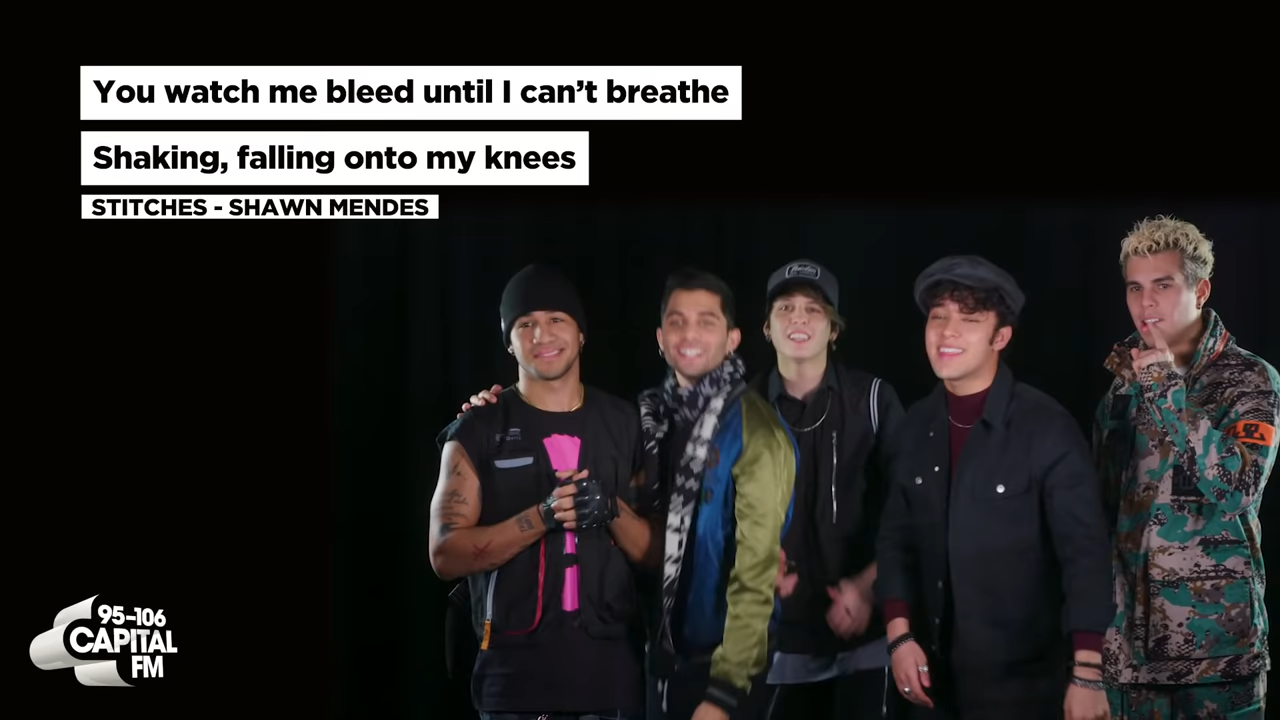 You watch me bleed until I can’t breathe
Shaking, falling onto my knees
STITCHES - SHAWN MENDES
95-106
CAPITAL
FM